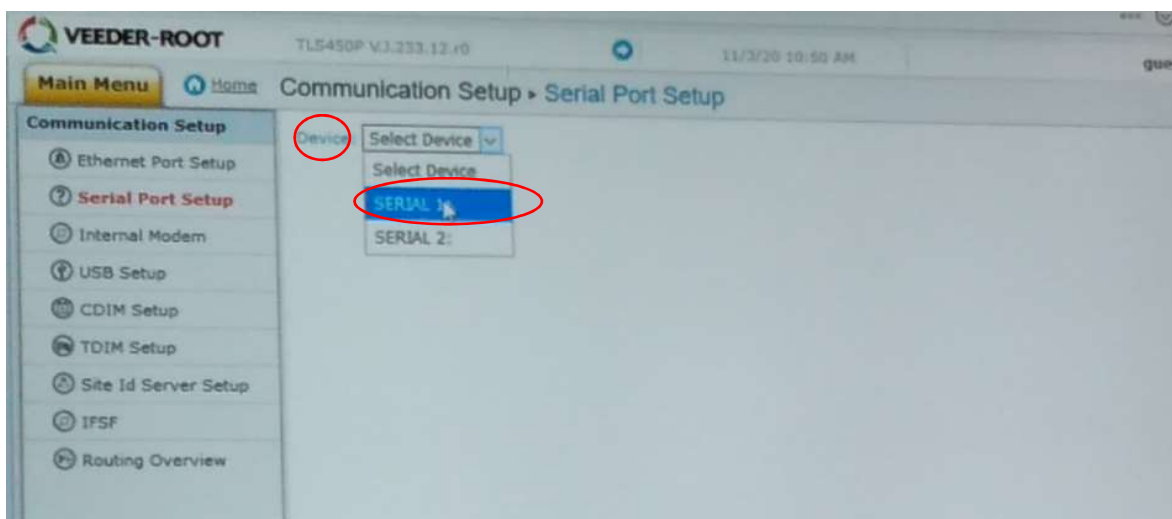 VEEDER-ROOT
TLS450P V.J.233.12.r0
11/3/20 10:50 AM
gue
Main Menu
Home
Communication Setup ▸ Serial Port Setup
Communication Setup
Ethernet Port Setup
Serial Port Setup
Internal Modem
USB Setup
CDIM Setup
TDIM Setup
Site Id Server Setup
IFSF
Routing Overview
Device
Select Device
Select Device
SERIAL 1:
SERIAL 2: